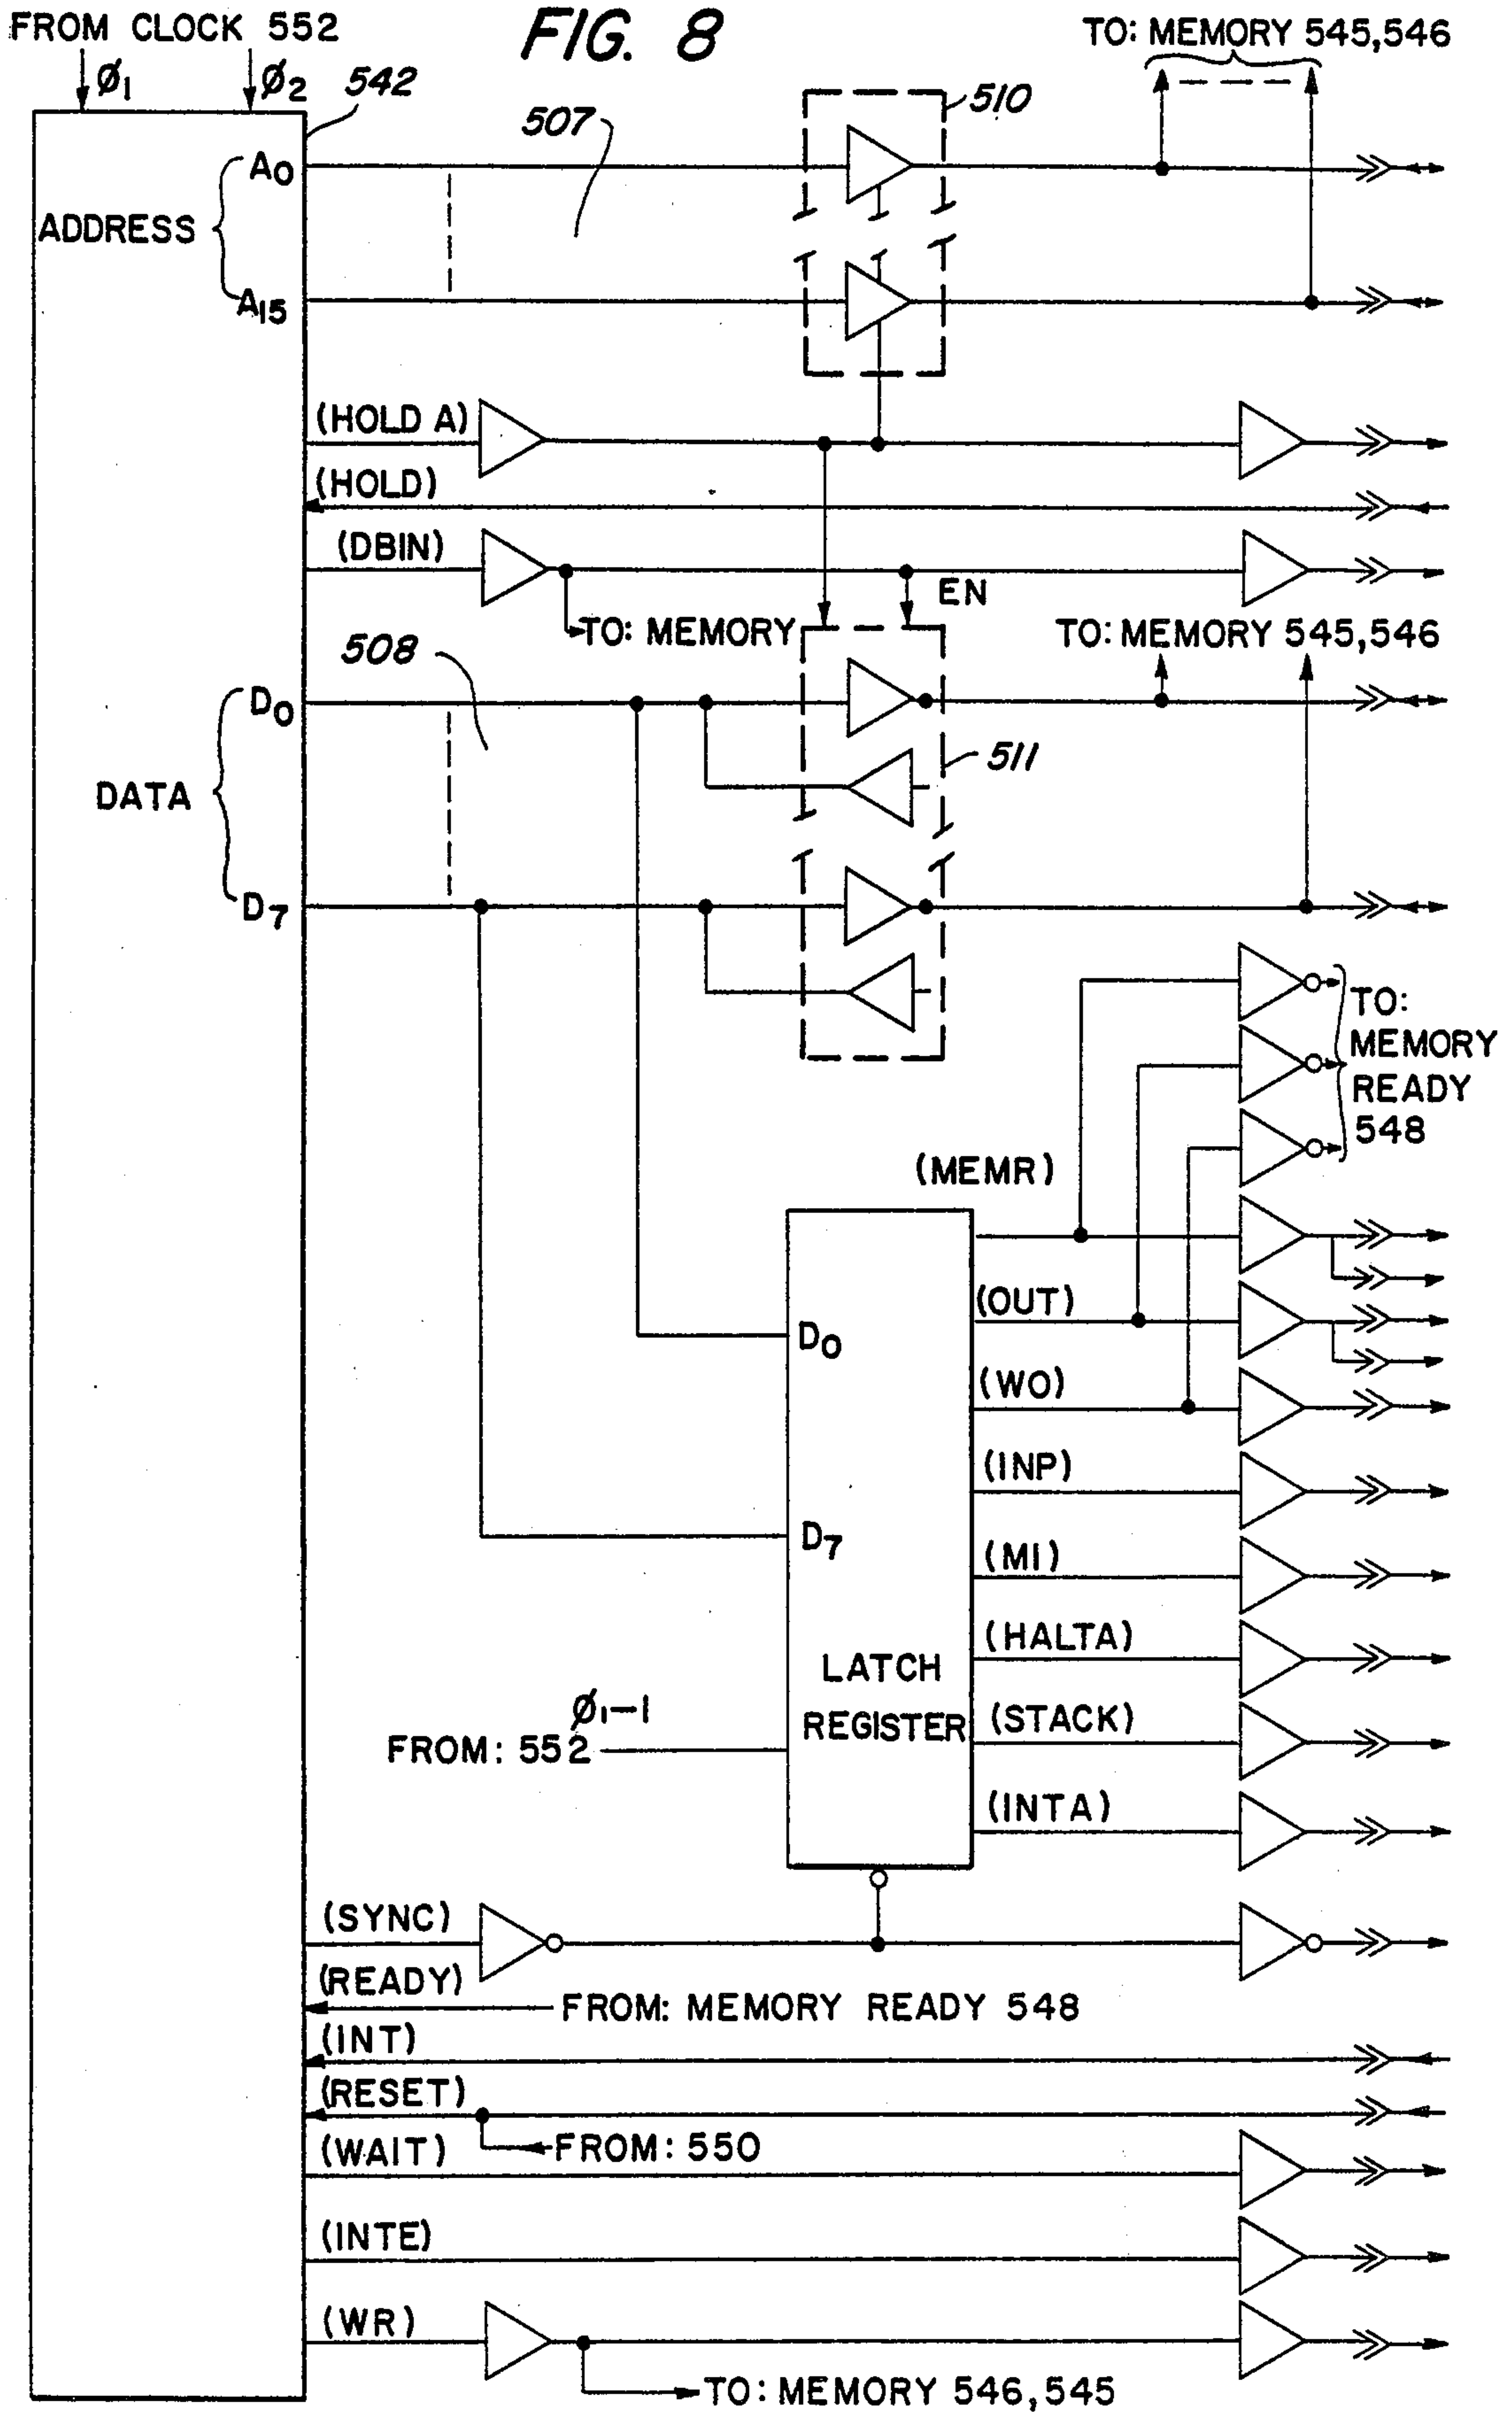 FROM CLOCK 552
FIG. 8
TO: MEMORY 545,546
Ø1
Ø2
542
507
510
A0
ADDRESS
A15
(HOLD A)
(HOLD)
(DBIN)
EN
TO: MEMORY
TO: MEMORY 545,546
508
D0
511
DATA
D7
TO:
MEMORY
READY
548
(MEMR)
(OUT)
D0
(WO)
(INP)
D7
(MI)
(HALTA)
LATCH
REGISTER
Ø1-1
(STACK)
FROM: 552
(INTA)
(SYNC)
(READY)
FROM: MEMORY READY 548
(INT)
(RESET)
FROM: 550
(WAIT)
(INTE)
(WR)
TO: MEMORY 546,545